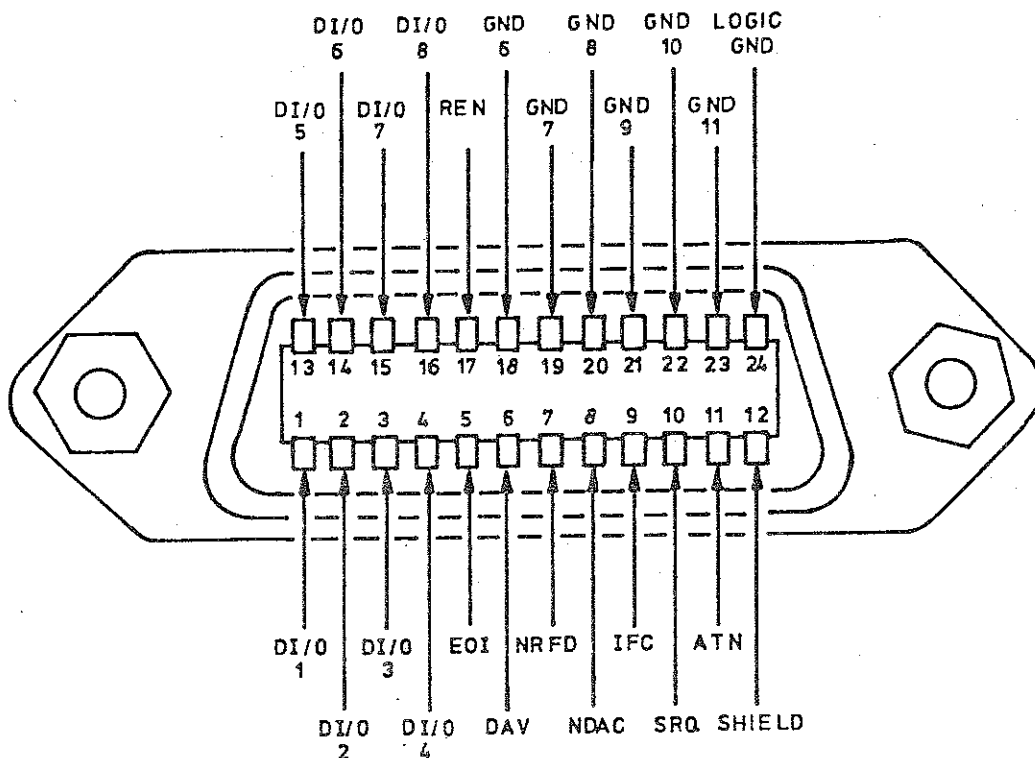 DI/O DI/O GND GND GND LOGIC
6 8 6 8 10 GND
DI/O DI/O REN GND GND GND
5 7 7 9 11
13 14 15 16 17 18 19 20 21 22 23 24
1 2 3 4 5 6 7 8 9 10 11 12
DI/O DI/O EOI NRFD IFC ATN
1 3
DI/O DI/O DAV NDAC SRQ SHIELD
2 4